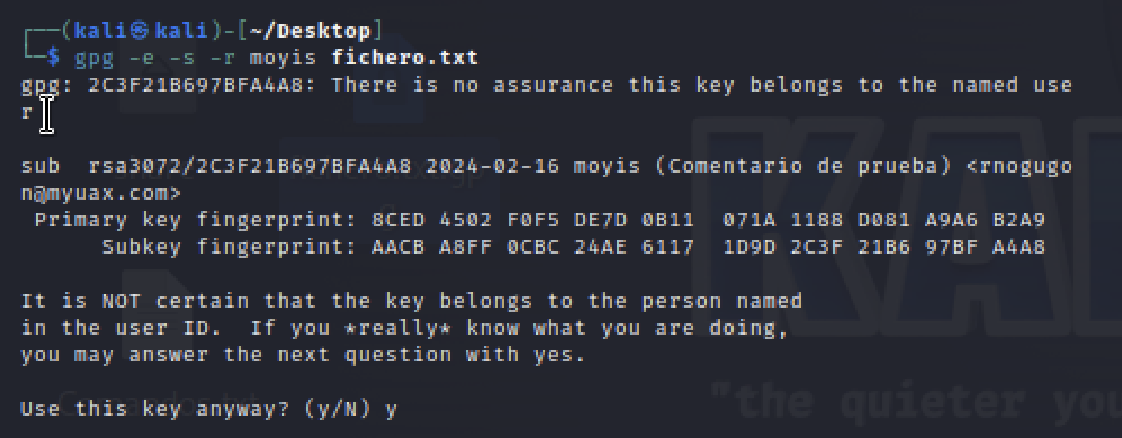 ┌──(kali㉿kali)-[~/Desktop]
└─$ gpg -e -s -r moyis fichero.txt
gpg: 2C3F21B697BFA4A8: There is no assurance this key belongs to the named use
r
sub  rsa3072/2C3F21B697BFA4A8 2024-02-16 moyis (Comentario de prueba) <rnogugo
n@myuax.com>
 Primary key fingerprint: 8CED 4502 F0F5 DE7D 0B11  071A 1188 D081 A9A6 B2A9
      Subkey fingerprint: AACB A8FF 0CBC 24AE 6117  1D9D 2C3F 21B6 97BF A4A8
It is NOT certain that the key belongs to the person named
in the user ID.  If you *really* know what you are doing,
you may answer the next question with yes.
Use this key anyway? (y/N) y
KA
"the quieter you